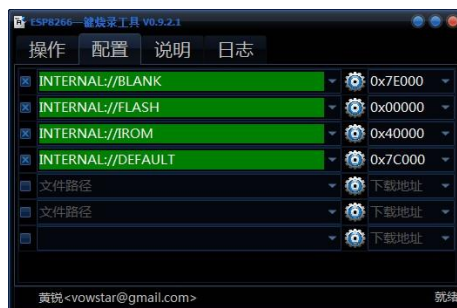 ESP8266一键烧录工具 V0.9.2.1
操作 配置 说明 日志
INTERNAL://BLANK 0x7E000
INTERNAL://FLASH 0x00000
INTERNAL://IROM 0x40000
INTERNAL://DEFAULT 0x7C000
文件路径 下载地址
文件路径 下载地址
下载地址
黄锐<vowstar@gmail.com> 就绪